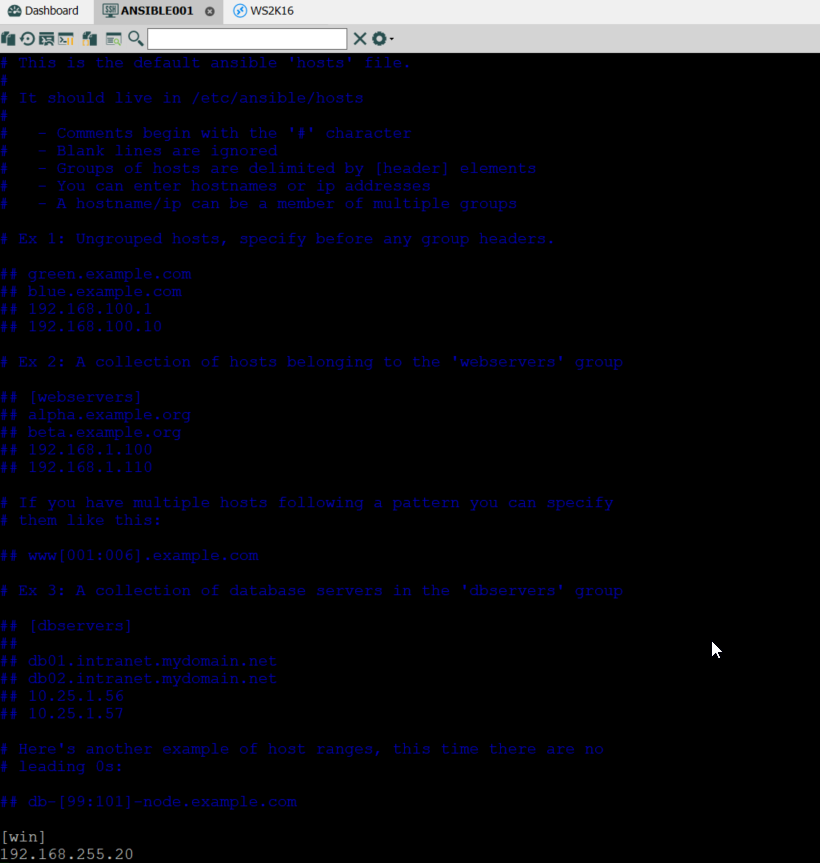 Dashboard
ANSIBLE001
WS2K16
# This is the default ansible 'hosts' file.
#
# It should live in /etc/ansible/hosts
#
#   - Comments begin with the '#' character
#   - Blank lines are ignored
#   - Groups of hosts are delimited by [header] elements
#   - You can enter hostnames or ip addresses
#   - A hostname/ip can be a member of multiple groups
# Ex 1: Ungrouped hosts, specify before any group headers.
## green.example.com
## blue.example.com
## 192.168.100.1
## 192.168.100.10
# Ex 2: A collection of hosts belonging to the 'webservers' group
## [webservers]
## alpha.example.org
## beta.example.org
## 192.168.1.100
## 192.168.1.110
# If you have multiple hosts following a pattern you can specify
# them like this:
## www[001:006].example.com
# Ex 3: A collection of database servers in the 'dbservers' group
## [dbservers]
##
## db01.intranet.mydomain.net
## db02.intranet.mydomain.net
## 10.25.1.56
## 10.25.1.57
# Here's another example of host ranges, this time there are no
# leading 0s:
## db-[99:101]-node.example.com
[win]
192.168.255.20